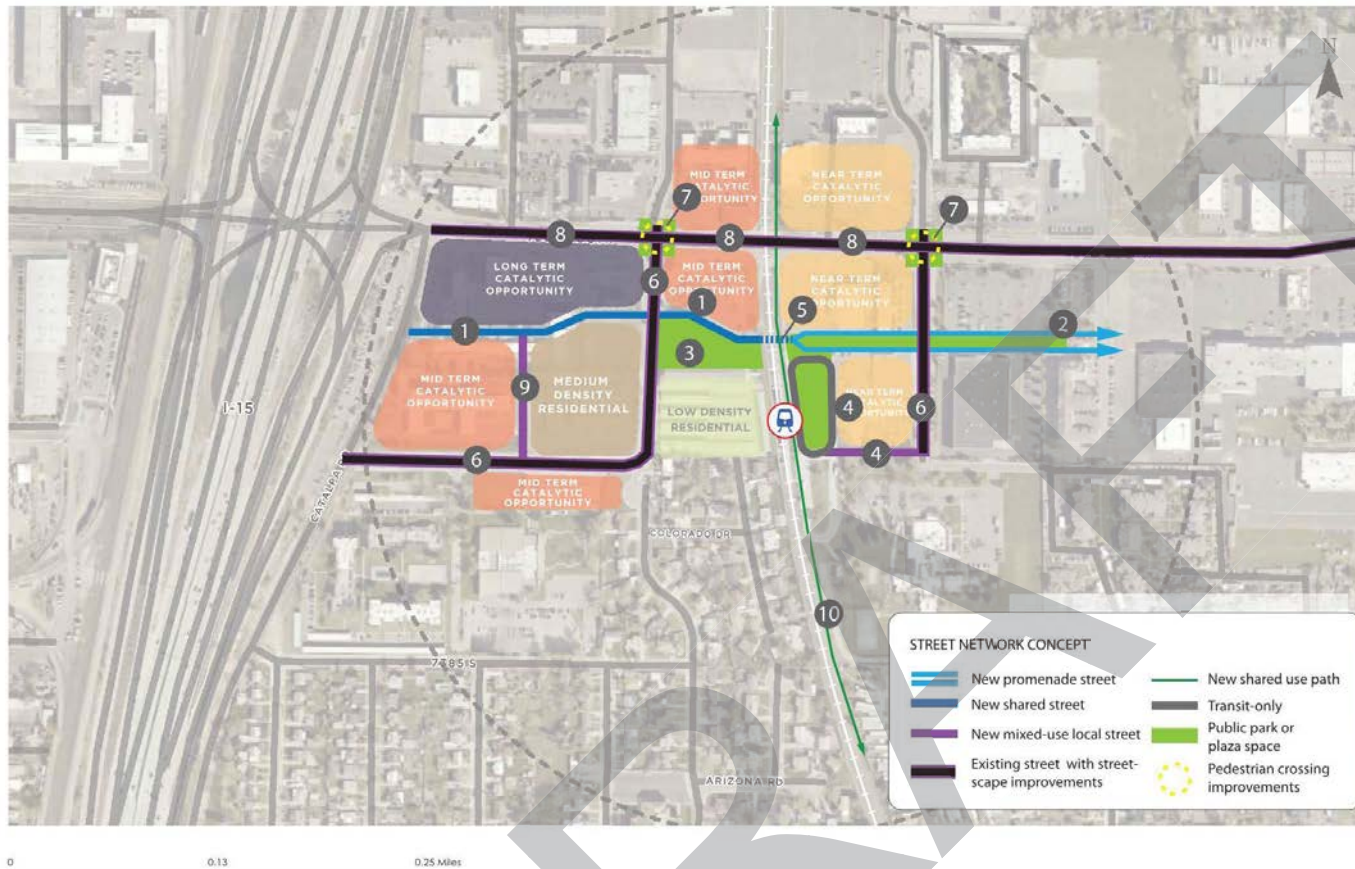 N
7
MID TERM
CATALYTIC
OPPORTUNITY
NEAR TERM
CATALYTIC
OPPORTUNITY
7
8
8
8
LONG TERM
CATALYTIC
OPPORTUNITY
6
MID TERM
CATALYTIC
OPPORTUNITY
NEAR TERM
CATALYTIC
OPPORTUNITY
1
1
5
2
3
MID TERM
CATALYTIC
OPPORTUNITY
9
MEDIUM
DENSITY
RESIDENTIAL
LOW DENSITY
RESIDENTIAL
4
NEAR TERM
CATALYTIC
OPPORTUNITY
6
I-15
6
4
MID TERM
CATALYTIC
OPPORTUNITY
COLORADO DR
10
7785 S
ARIZONA RD
STREET NETWORK CONCEPT
New promenade street
New shared street
New mixed-use local street
Existing street with street-
scape improvements
New shared use path
Transit-only
Public park or
plaza space
Pedestrian crossing
improvements
0 0.13 0.25 Miles
DRAFT